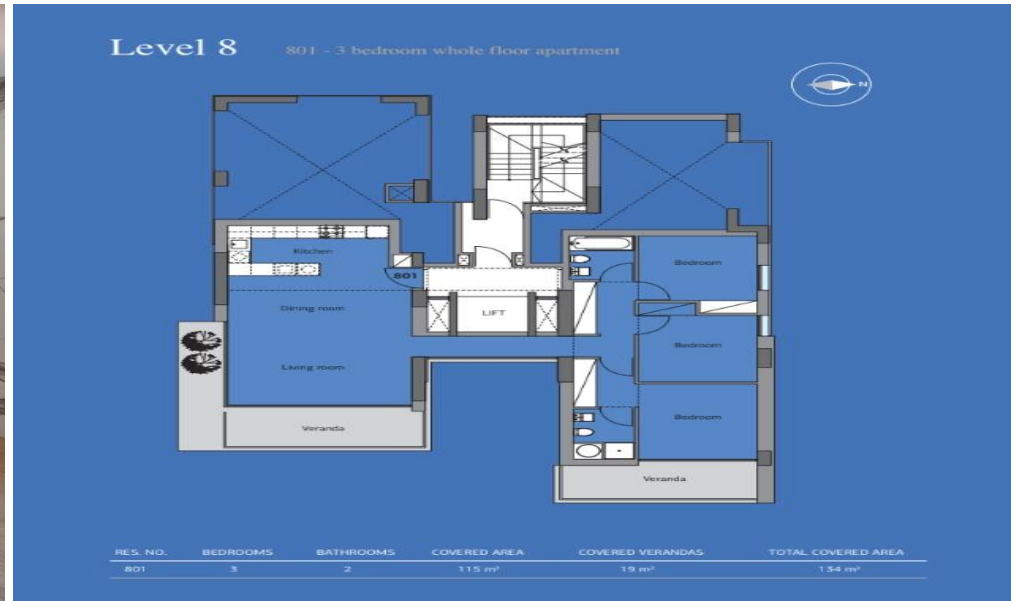 Level 8 801 - 3 bedroom whole floor apartment
N
Kitchen
801
Bedroom
Dining room
LIFT
Bedroom
Living room
Bedroom
Veranda
Veranda
RES. NO. BEDROOMS BATHROOMS COVERED AREA COVERED VERANDAS TOTAL COVERED AREA
801 3 2 115 m² 19 m² 134 m²